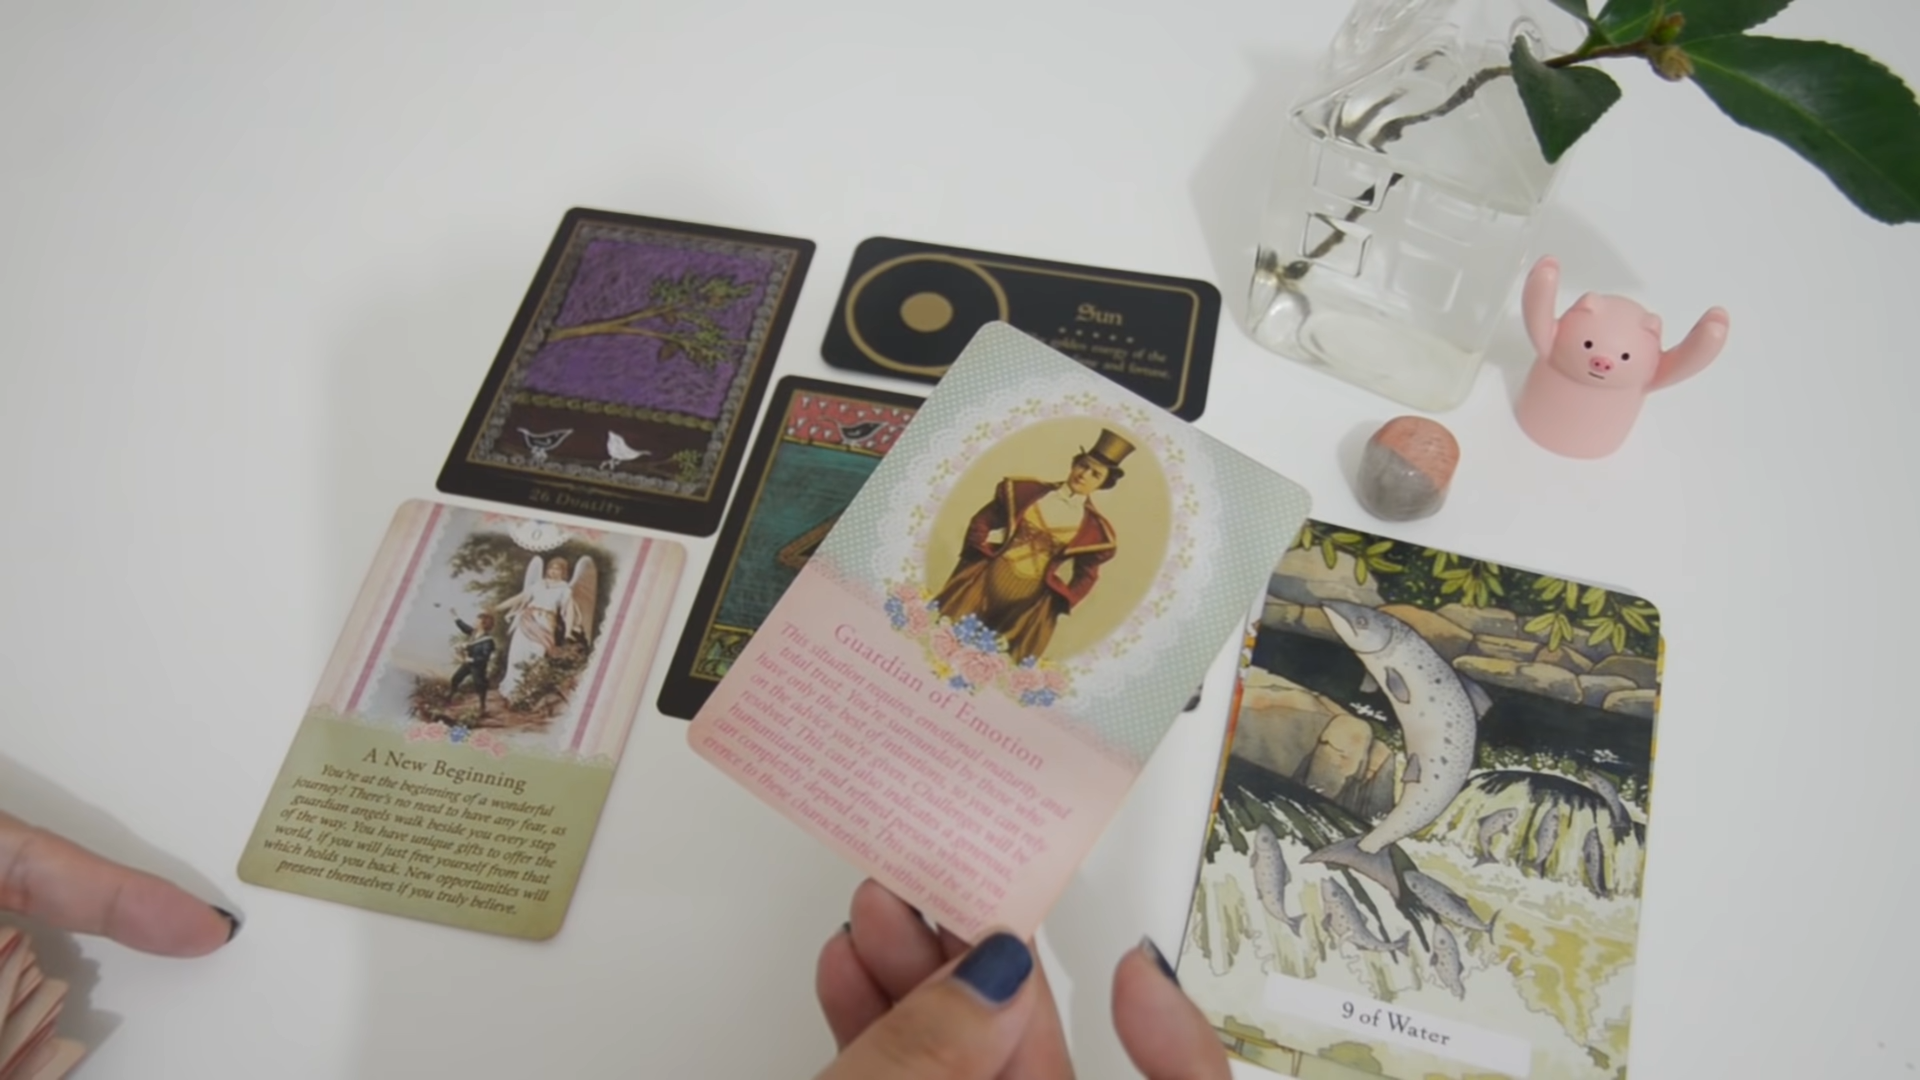 26 Duality
Sun
golden energy of the
and fortune.
0
A New Beginning
You're at the beginning of a wonderful
journey! There's no need to have any fear, as
guardian angels walk beside you every step
of the way. You have unique gifts to offer the
world, if you will just free yourself from that
which holds you back. New opportunities will
present themselves if you truly believe.
Guardian of Emotion
This situation requires emotional maturity and
total trust. You're surrounded by those who
have only the best of intentions, so you can rely
on the advice you're given. Chances are it will be
resolved. This card also indicates a generous,
humanitarian, and refined person whom you
can completely depend on. This could be a ref-
erence to these characteristics within yourself.
9 of Water